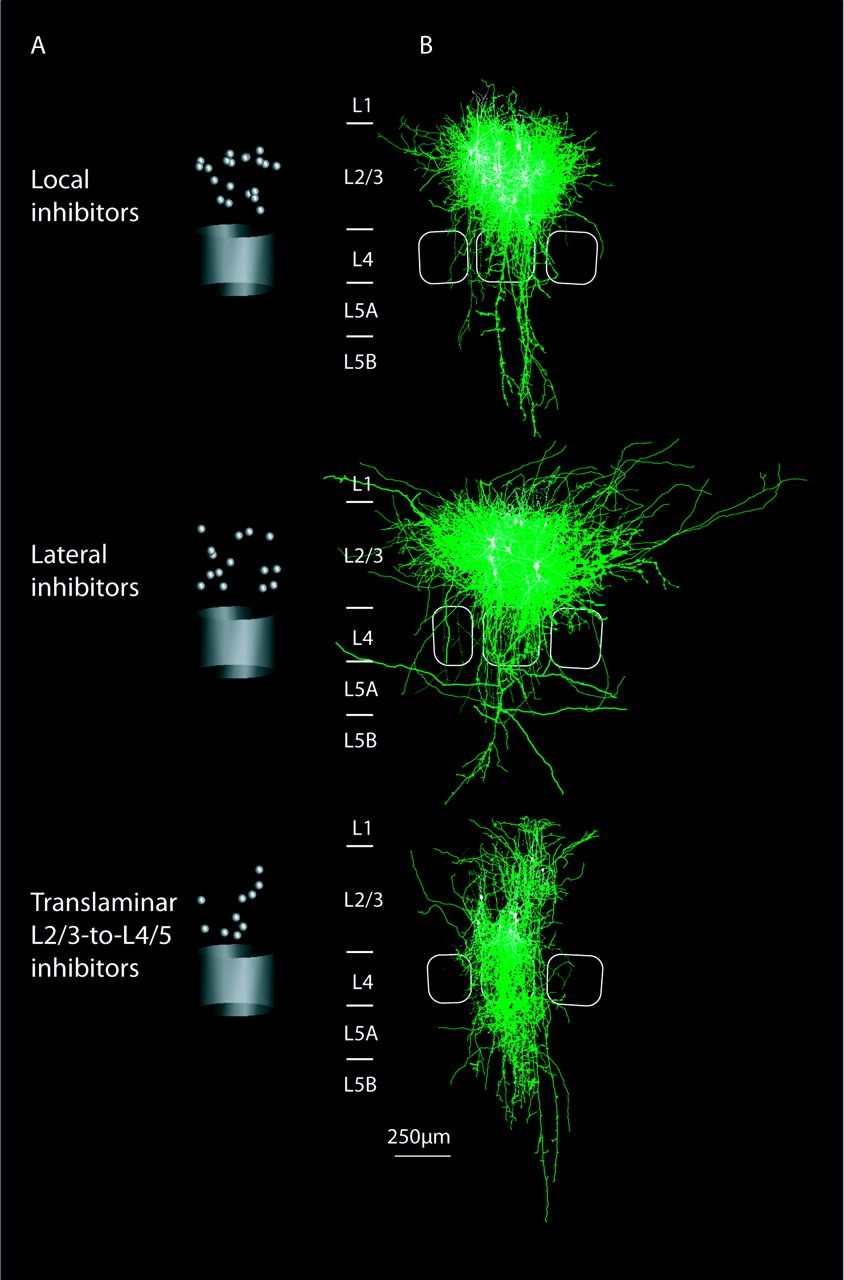 A
B
L1
L2/3
Local
inhibitors
L4
L5A
L5B
L1
L2/3
Lateral
inhibitors
L4
L5A
L5B
L1
L2/3
Translaminar
L2/3-to-L4/5
inhibitors
L4
L5A
L5B
250µm